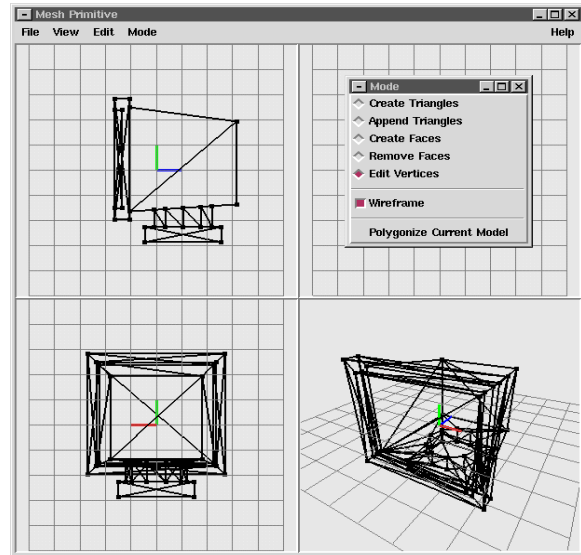 Mesh Primitive
File View Edit Mode Help
Mode
Create Triangles
Append Triangles
Create Faces
Remove Faces
Edit Vertices
Wireframe
Polygonize Current Model